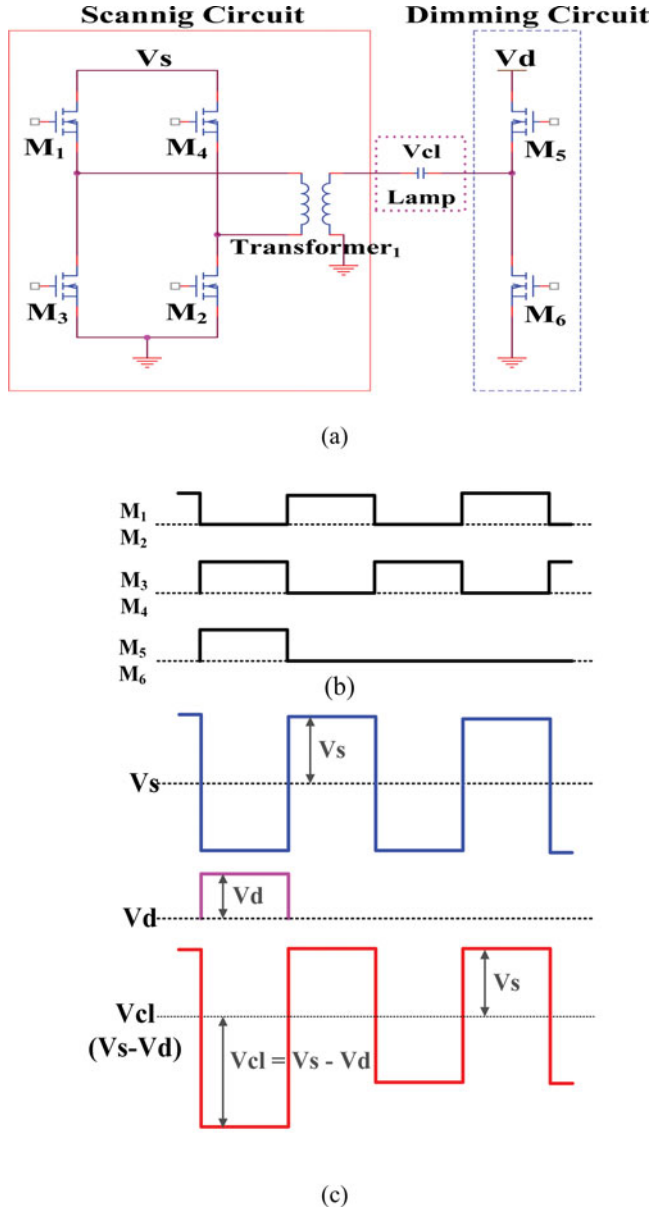 Scannig Circuit
Dimming Circuit
Vs
Vd
M₁
M₄
Vcl
M₅
Lamp
Transformer₁
M₃
M₂
M₆
(a)
M₁
M₂
M₃
M₄
M₅
M₆
(b)
Vs
Vs
Vd
Vd
Vs
Vcl
(Vs-Vd)
Vcl = Vs - Vd
(c)